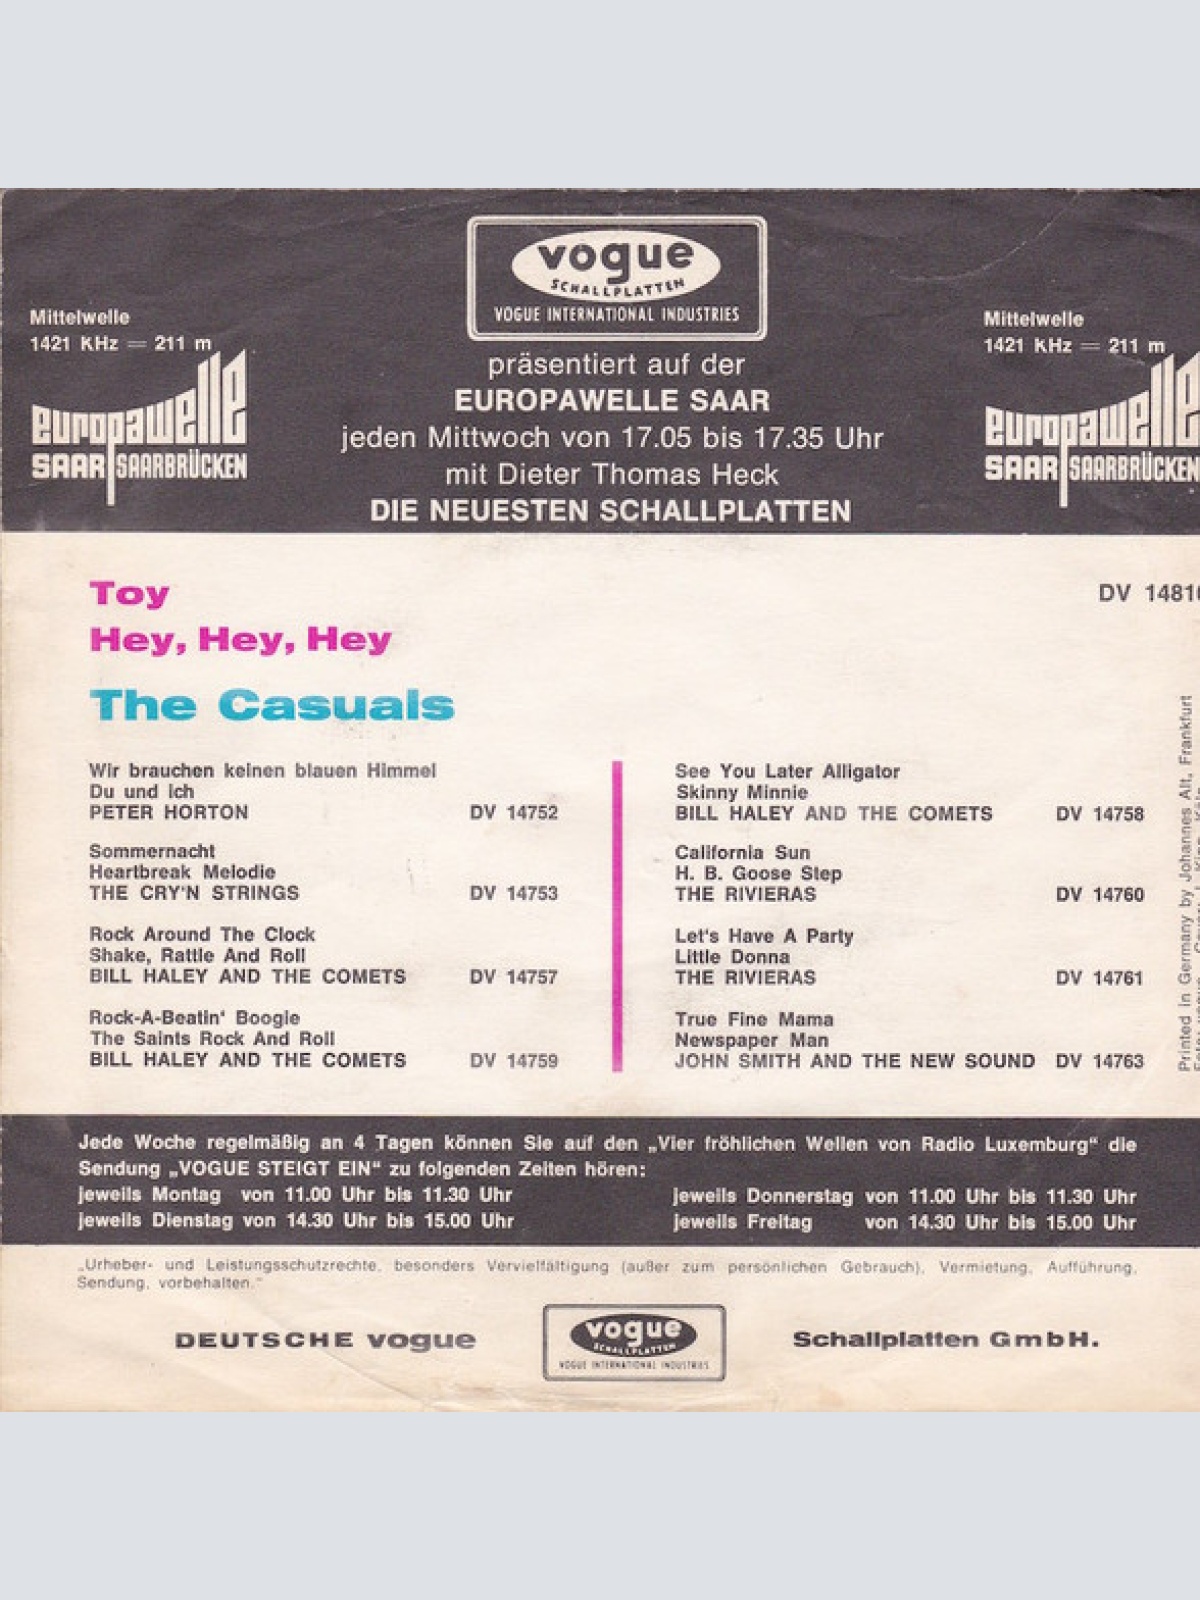 vogue
SCHALLPLATTEN
VOGUE INTERNATIONAL INDUSTRIES
Mittelwelle
1421 KHz = 211 m
europawelle
SAAR SAARBRÜCKEN
präsentiert auf der
EUROPAWELLE SAAR
jeden Mittwoch von 17.05 bis 17.35 Uhr
mit Dieter Thomas Heck
DIE NEUESTEN SCHALLPLATTEN
Mittelwelle
1421 KHz = 211 m
europawelle
SAAR SAARBRÜCKEN
Toy
Hey, Hey, Hey
The Casuals
DV
Wir brauchen keinen blauen Himmel
Du und ich
PETER HORTON DV 14752
Sommernacht
Heartbreak Melodie
THE CRY'N STRINGS DV 14753
Rock Around The Clock
Shake, Rattle And Roll
BILL HALEY AND THE COMETS DV 14757
Rock-A-Beatin' Boogie
The Saints Rock And Roll
BILL HALEY AND THE COMETS DV 14759
See You Later Alligator
Skinny Minnie
BILL HALEY AND THE COMETS DV 14758
California Sun
H. B. Goose Step
THE RIVIERAS DV 14760
Let's Have A Party
Little Donna
THE RIVIERAS DV 14761
True Fine Mama
Newspaper Man
JOHN SMITH AND THE NEW SOUND DV 14763
Printed in Germany by Johannes Alt, Frankfurt
Jede Woche regelmäßig an 4 Tagen können Sie auf den „Vier fröhlichen Wellen von Radio Luxemburg“ die
Sendung „VOGUE STEIGT EIN“ zu folgenden Zeiten hören:
jeweils Montag von 11.00 Uhr bis 11.30 Uhr
jeweils Dienstag von 14.30 Uhr bis 15.00 Uhr
jeweils Donnerstag von 11.00 Uhr bis 11.30 Uhr
jeweils Freitag von 14.30 Uhr bis 15.00 Uhr
„Urheber- und Leistungsschutzrechte, besonders Vervielfältigung (außer zum persönlichen Gebrauch), Vermietung, Aufführung,
Sendung, vorbehalten.“
DEUTSCHE vogue
vogue
SCHALLPLATTEN
VOGUE INTERNATIONAL INDUSTRIES
Schallplatten GmbH.